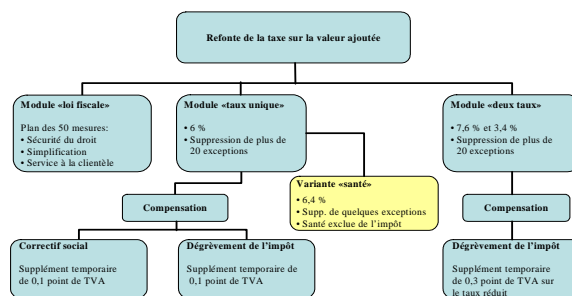 Refonte de la taxe sur la valeur ajoutée
Module «loi fiscale»
Plan des 50 mesures:
• Sécurité du droit
• Simplification
• Service à la clientèle
Module «taux unique»
• 6 %
• Suppression de plus de
20 exceptions
Module «deux taux»
• 7,6 % et 3,4 %
• Suppression de plus de
20 exceptions
Variante «santé»
• 6,4 %
• Supp. de quelques exceptions
• Santé exclue de l'impôt
Compensation
Compensation
Correctif social
Supplément temporaire
de 0,1 point de TVA
Dégrèvement de l'impôt
Supplément temporaire de
0,1 point de TVA
Dégrèvement de l'impôt
Supplément temporaire
de 0,3 point de TVA sur
le taux réduit